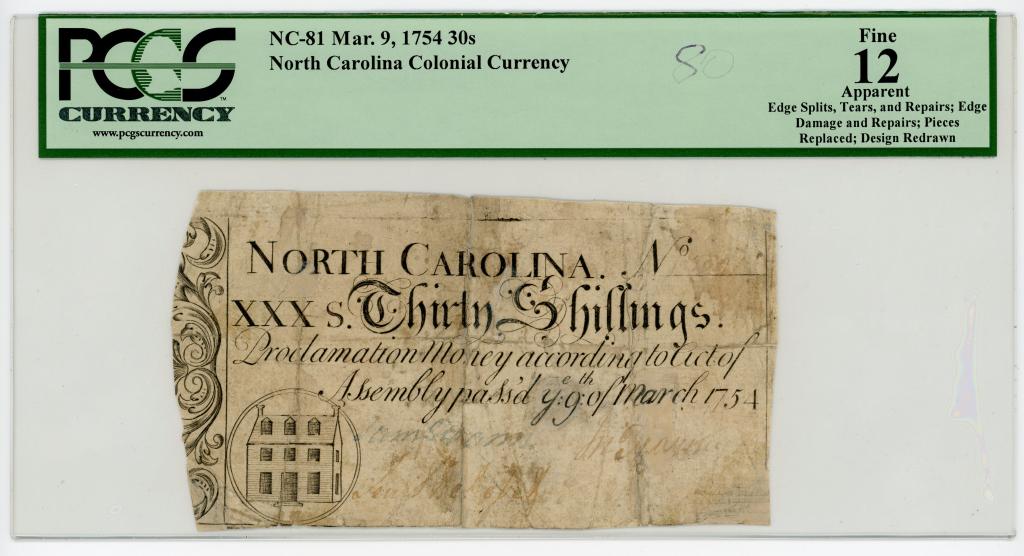 PCGS
CURRENCY
www.pcgscurrency.com
NC-81 Mar. 9, 1754 30s
North Carolina Colonial Currency
80
Fine
12
Apparent
Edge Splits, Tears, and Repairs; Edge
Damage and Repairs; Pieces
Replaced; Design Redrawn
NORTH CAROLINA. No
XXX S. Thirty Shillings.
Proclamation Money according to Act of
Assembly pass'd ye: 9th: of March 1754